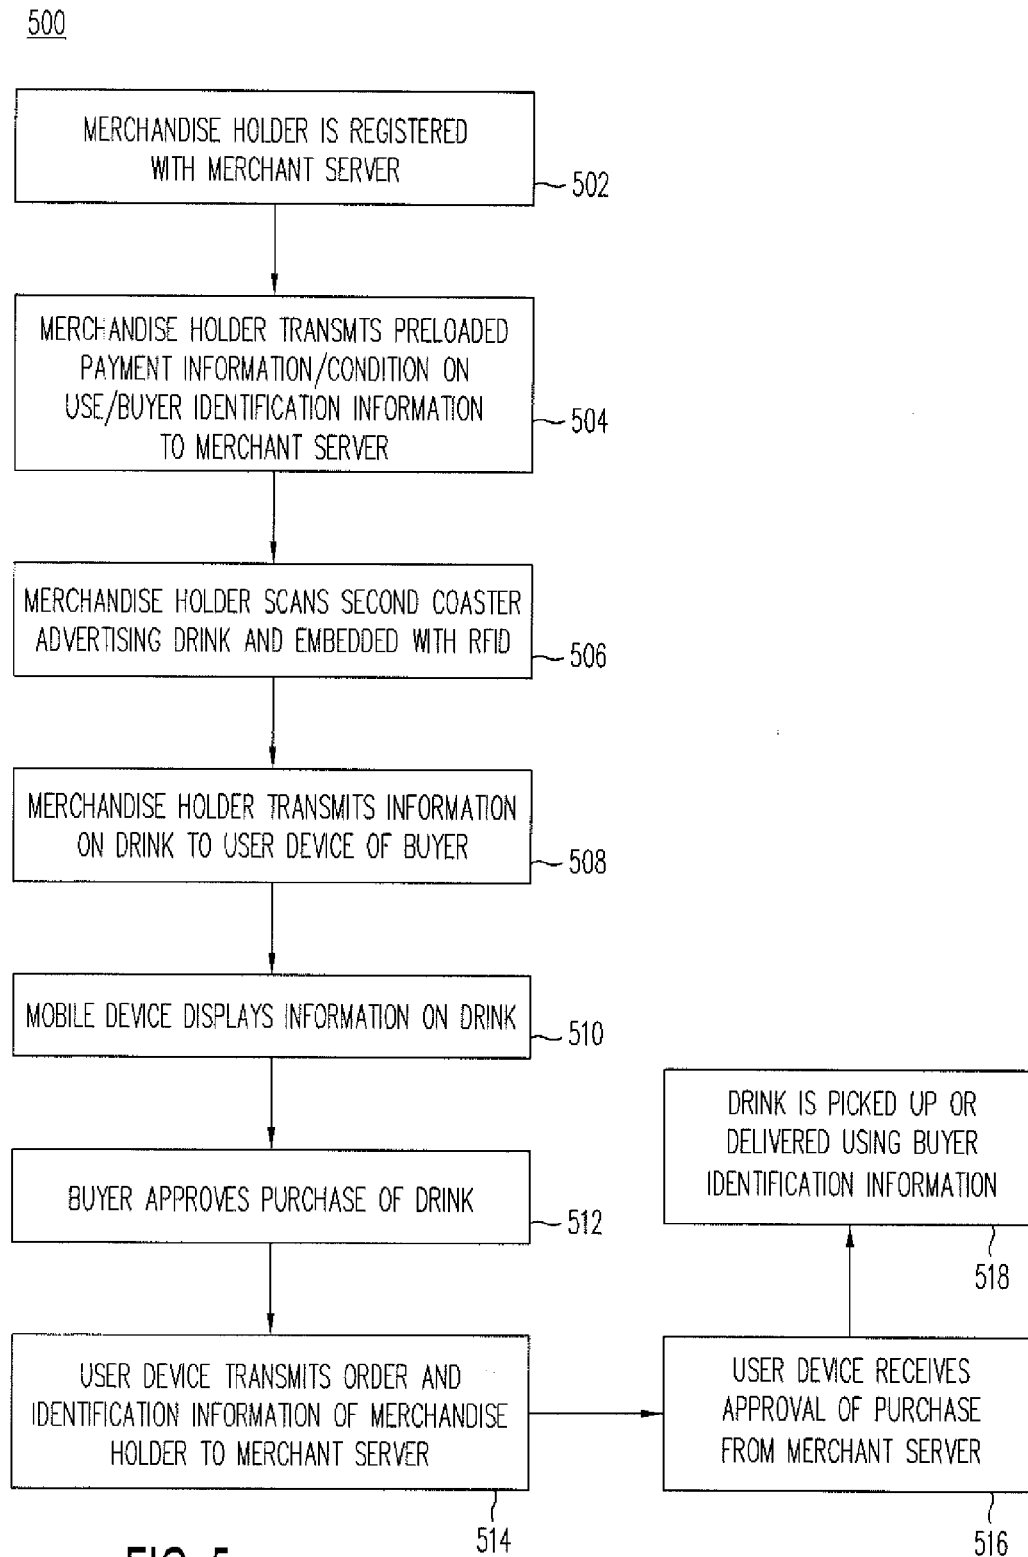 500
MERCHANDISE HOLDER IS REGISTERED
WITH MERCHANT SERVER
502
MERCHANDISE HOLDER TRANSMTS PRELOADED
PAYMENT INFORMATION/CONDITION ON
USE/BUYER IDENTIFICATION INFORMATION
TO MERCHANT SERVER
504
MERCHANDISE HOLDER SCANS SECOND COASTER
ADVERTISING DRINK AND EMBEDDED WITH RFID
506
MERCHANDISE HOLDER TRANSMITS INFORMATION
ON DRINK TO USER DEVICE OF BUYER
508
MOBILE DEVICE DISPLAYS INFORMATION ON DRINK
510
BUYER APPROVES PURCHASE OF DRINK
512
USER DEVICE TRANSMITS ORDER AND
IDENTIFICATION INFORMATION OF MERCHANDISE
HOLDER TO MERCHANT SERVER
514
USER DEVICE RECEIVES
APPROVAL OF PURCHASE
FROM MERCHANT SERVER
516
DRINK IS PICKED UP OR
DELIVERED USING BUYER
IDENTIFICATION INFORMATION
518
FIG. 5